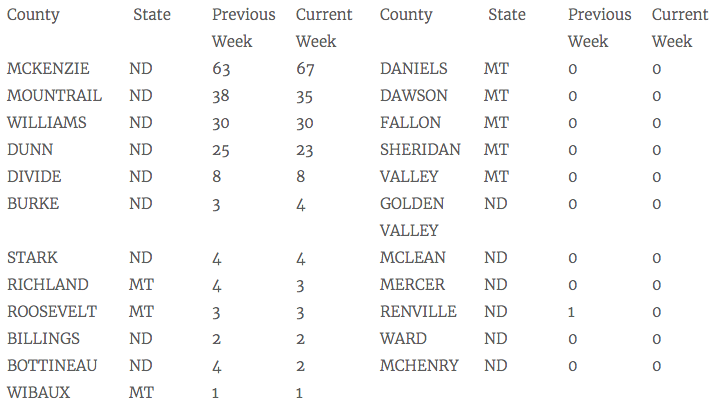 County State Previous Current County State Previous Current
Week Week Week Week
MCKENZIE ND 63 67 DANIELS MT 0 0
MOUNTRAIL ND 38 35 DAWSON MT 0 0
WILLIAMS ND 30 30 FALLON MT 0 0
DUNN ND 25 23 SHERIDAN MT 0 0
DIVIDE ND 8 8 VALLEY MT 0 0
BURKE ND 3 4 GOLDEN ND 0 0
VALLEY
STARK ND 4 4 MCLEAN ND 0 0
RICHLAND MT 4 3 MERCER ND 0 0
ROOSEVELT MT 3 3 RENVILLE ND 1 0
BILLINGS ND 2 2 WARD ND 0 0
BOTTINEAU ND 4 2 MCHENRY ND 0 0
WIBAUX MT 1 1